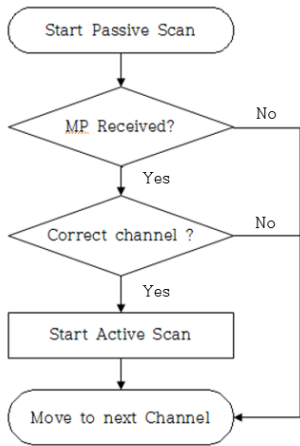 Start Passive Scan
MP Received?
No
Yes
Correct channel ?
No
Yes
Start Active Scan
Move to next Channel